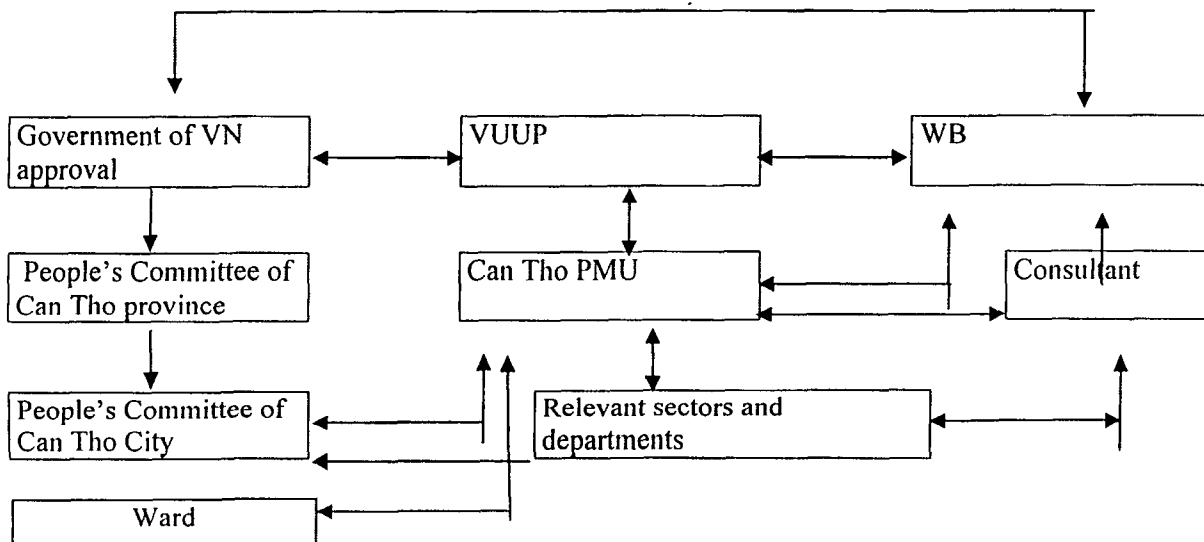 Government of VN
approval
VUUP
WB
People's Committee of
Can Tho province
Can Tho PMU
Consultant
People's Committee of
Can Tho City
Relevant sectors and
departments
Ward